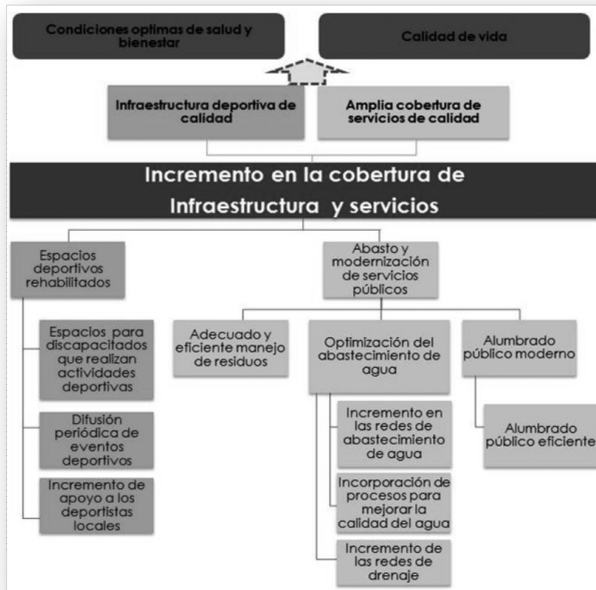 Condiciones optimas de salud y
bienestar
Calidad de vida
Infraestructura deportiva de
calidad
Amplia cobertura de
servicios de calidad
Incremento en la cobertura de
Infraestructura y servicios
Espacios
deportivos
rehabilitados
Abasto y
modernización
de servicios
públicos
Espacios para
discapacitados
que realizan
actividades
deportivas
Difusión
periódica de
eventos
deportivos
Incremento de
apoyo a los
deportistas
locales
Adecuado y
eficiente manejo
de residuos
Optimización del
abastecimiento de
agua
Alumbrado
público moderno
Incremento en
las redes de
abastecimiento
de agua
Incorporación de
procesos para
mejorar la
calidad del agua
Incremento de
las redes de
drenaje
Alumbrado
público eficiente